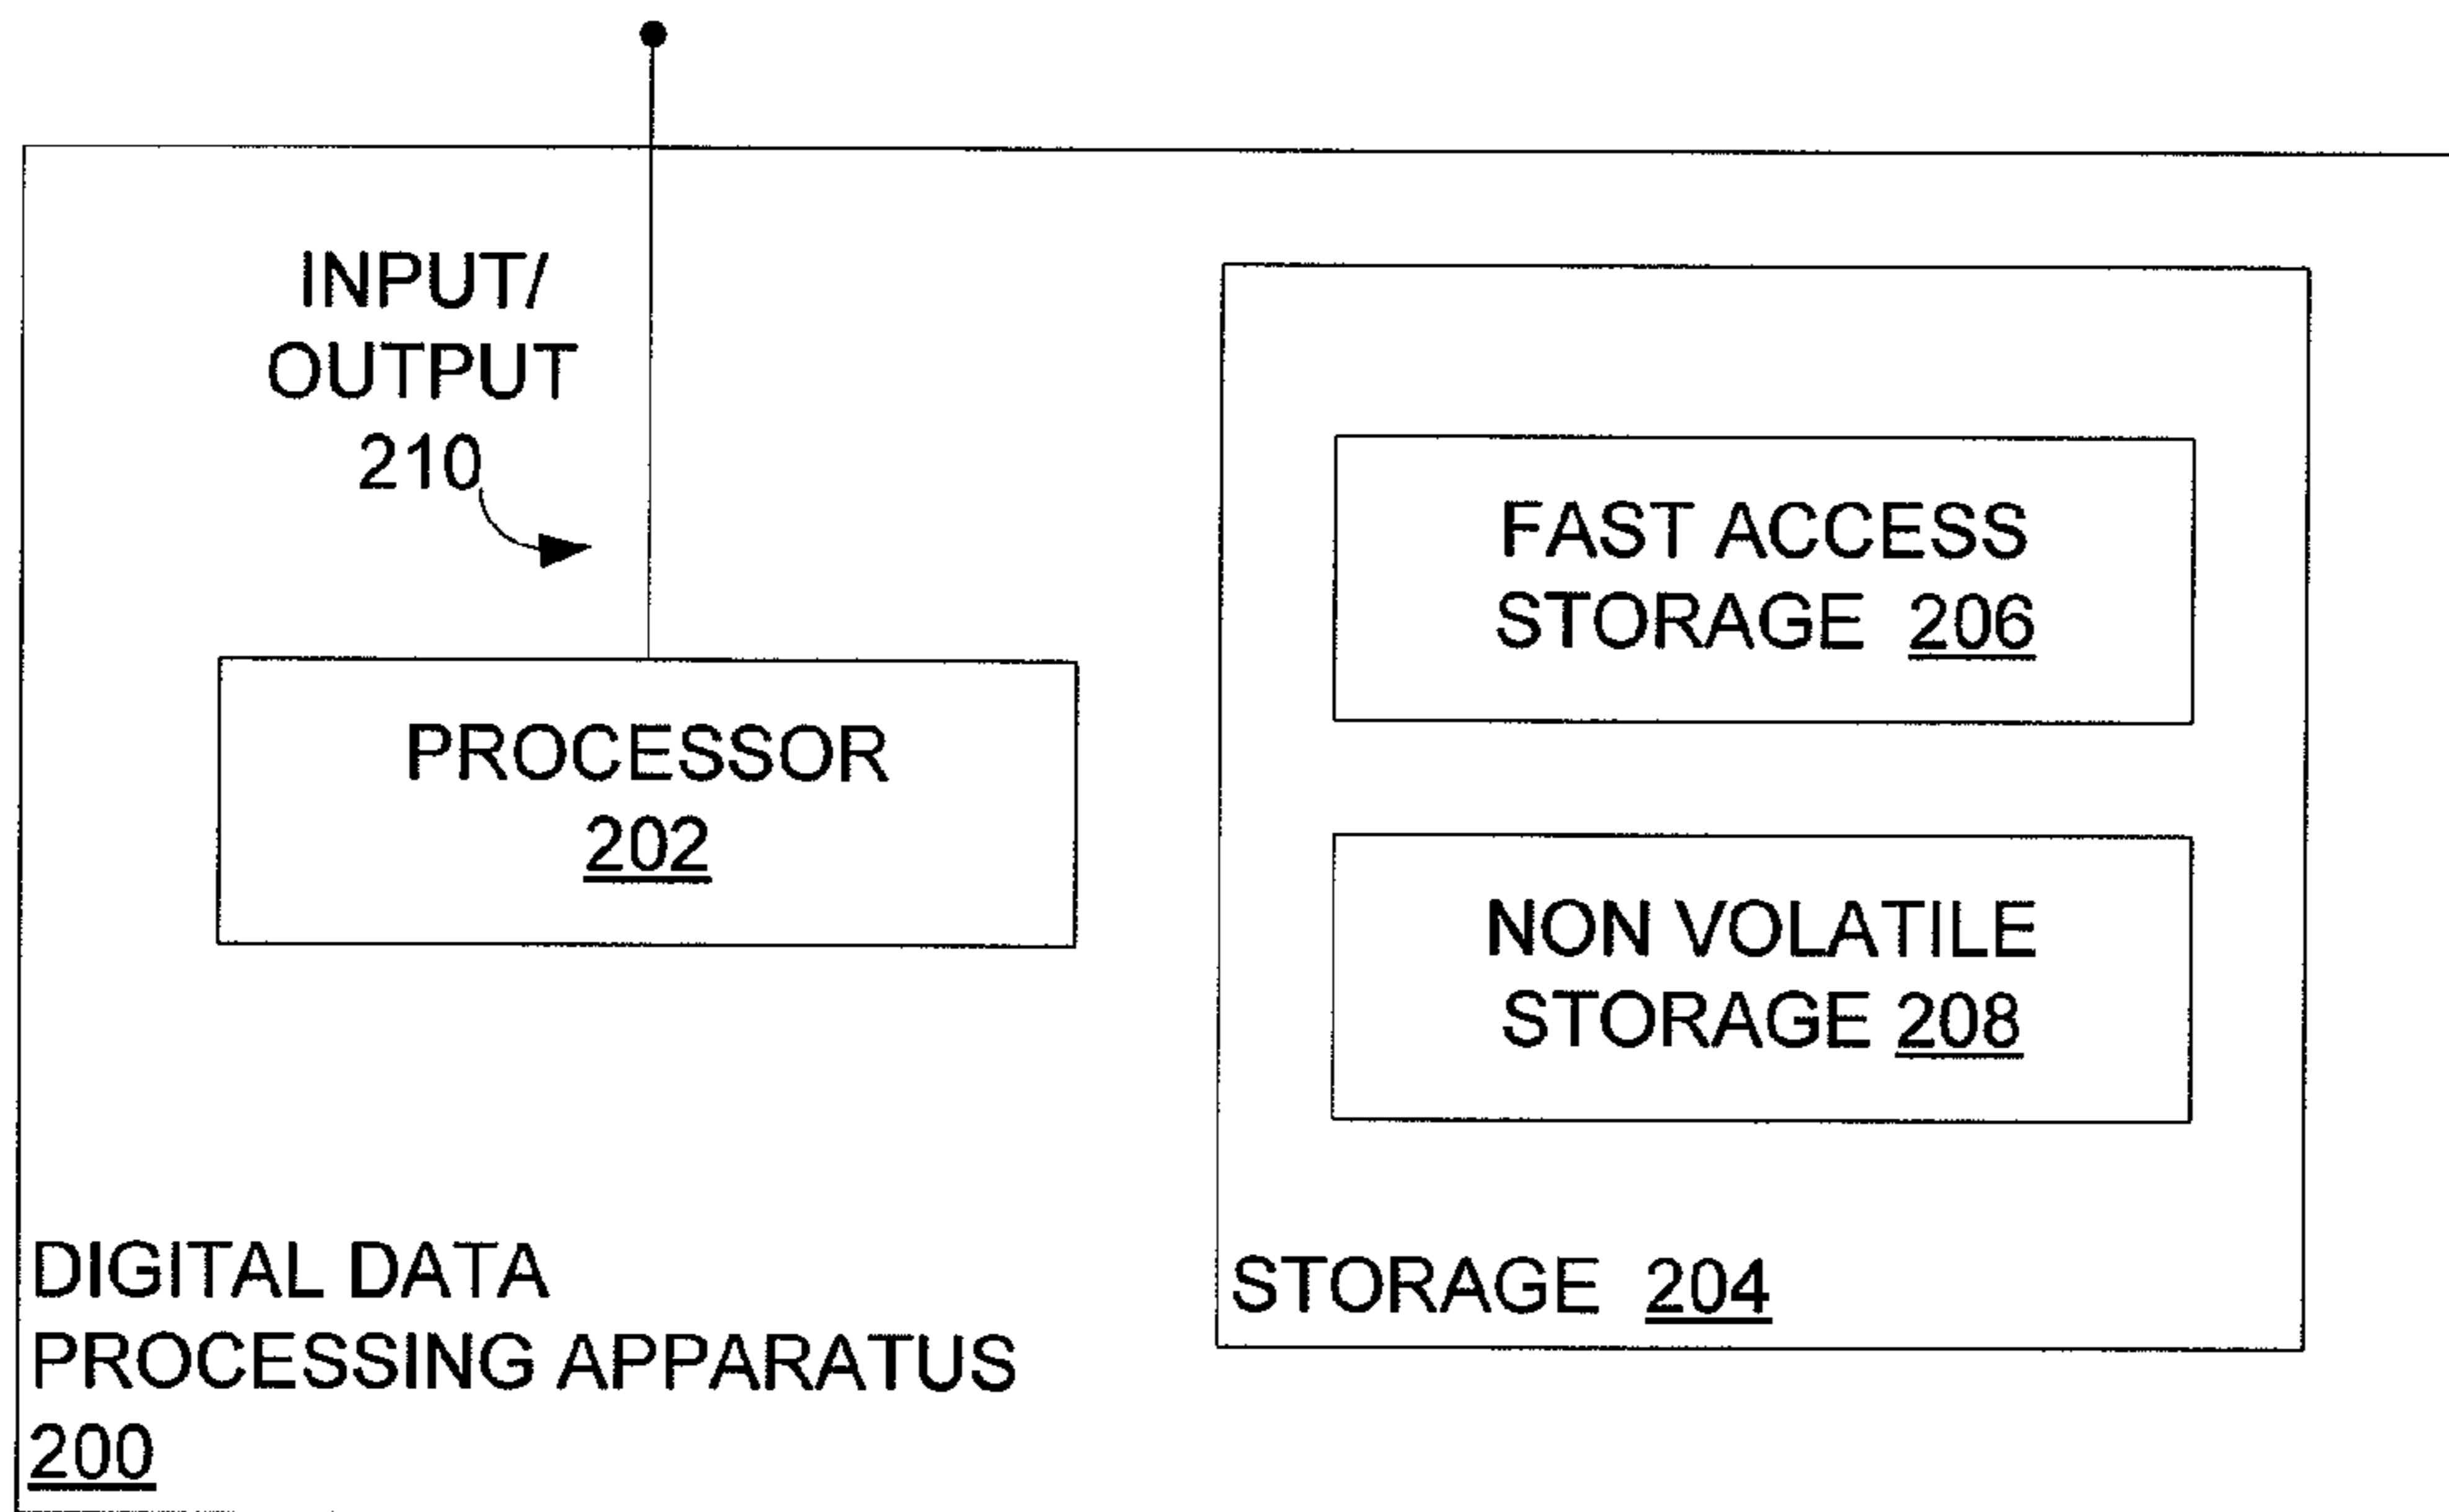 INPUT/
OUTPUT
210
FAST ACCESS
STORAGE 206
PROCESSOR
202
NON VOLATILE
STORAGE 208
STORAGE 204
DIGITAL DATA
PROCESSING APPARATUS
200